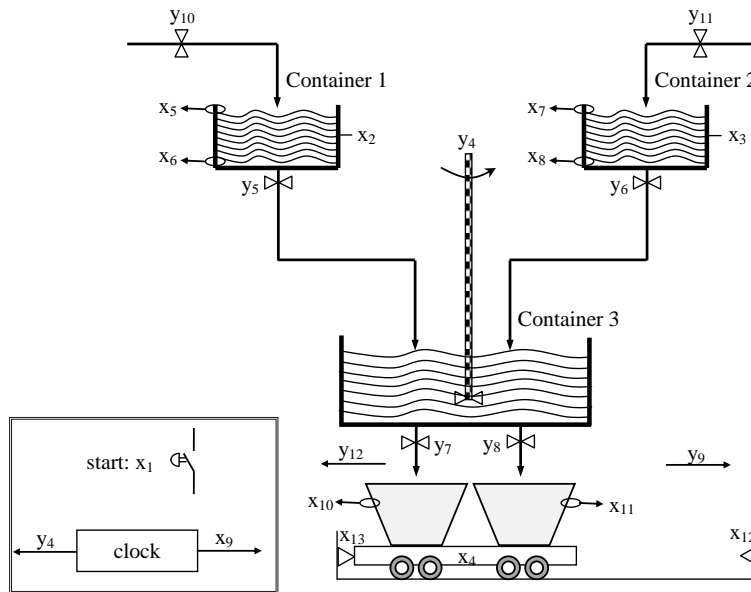 y₁₀ y₁₁
Container 1 Container 2
x₅ x₂ y₄ x₇ x₃
x₆ x₈
y₅ y₆
Container 3
y₇ y₈
y₁₂ y₉
start: x₁
x₁₀ x₁₁
x₁₃ x₁₂
y₄ clock x₉ x₄